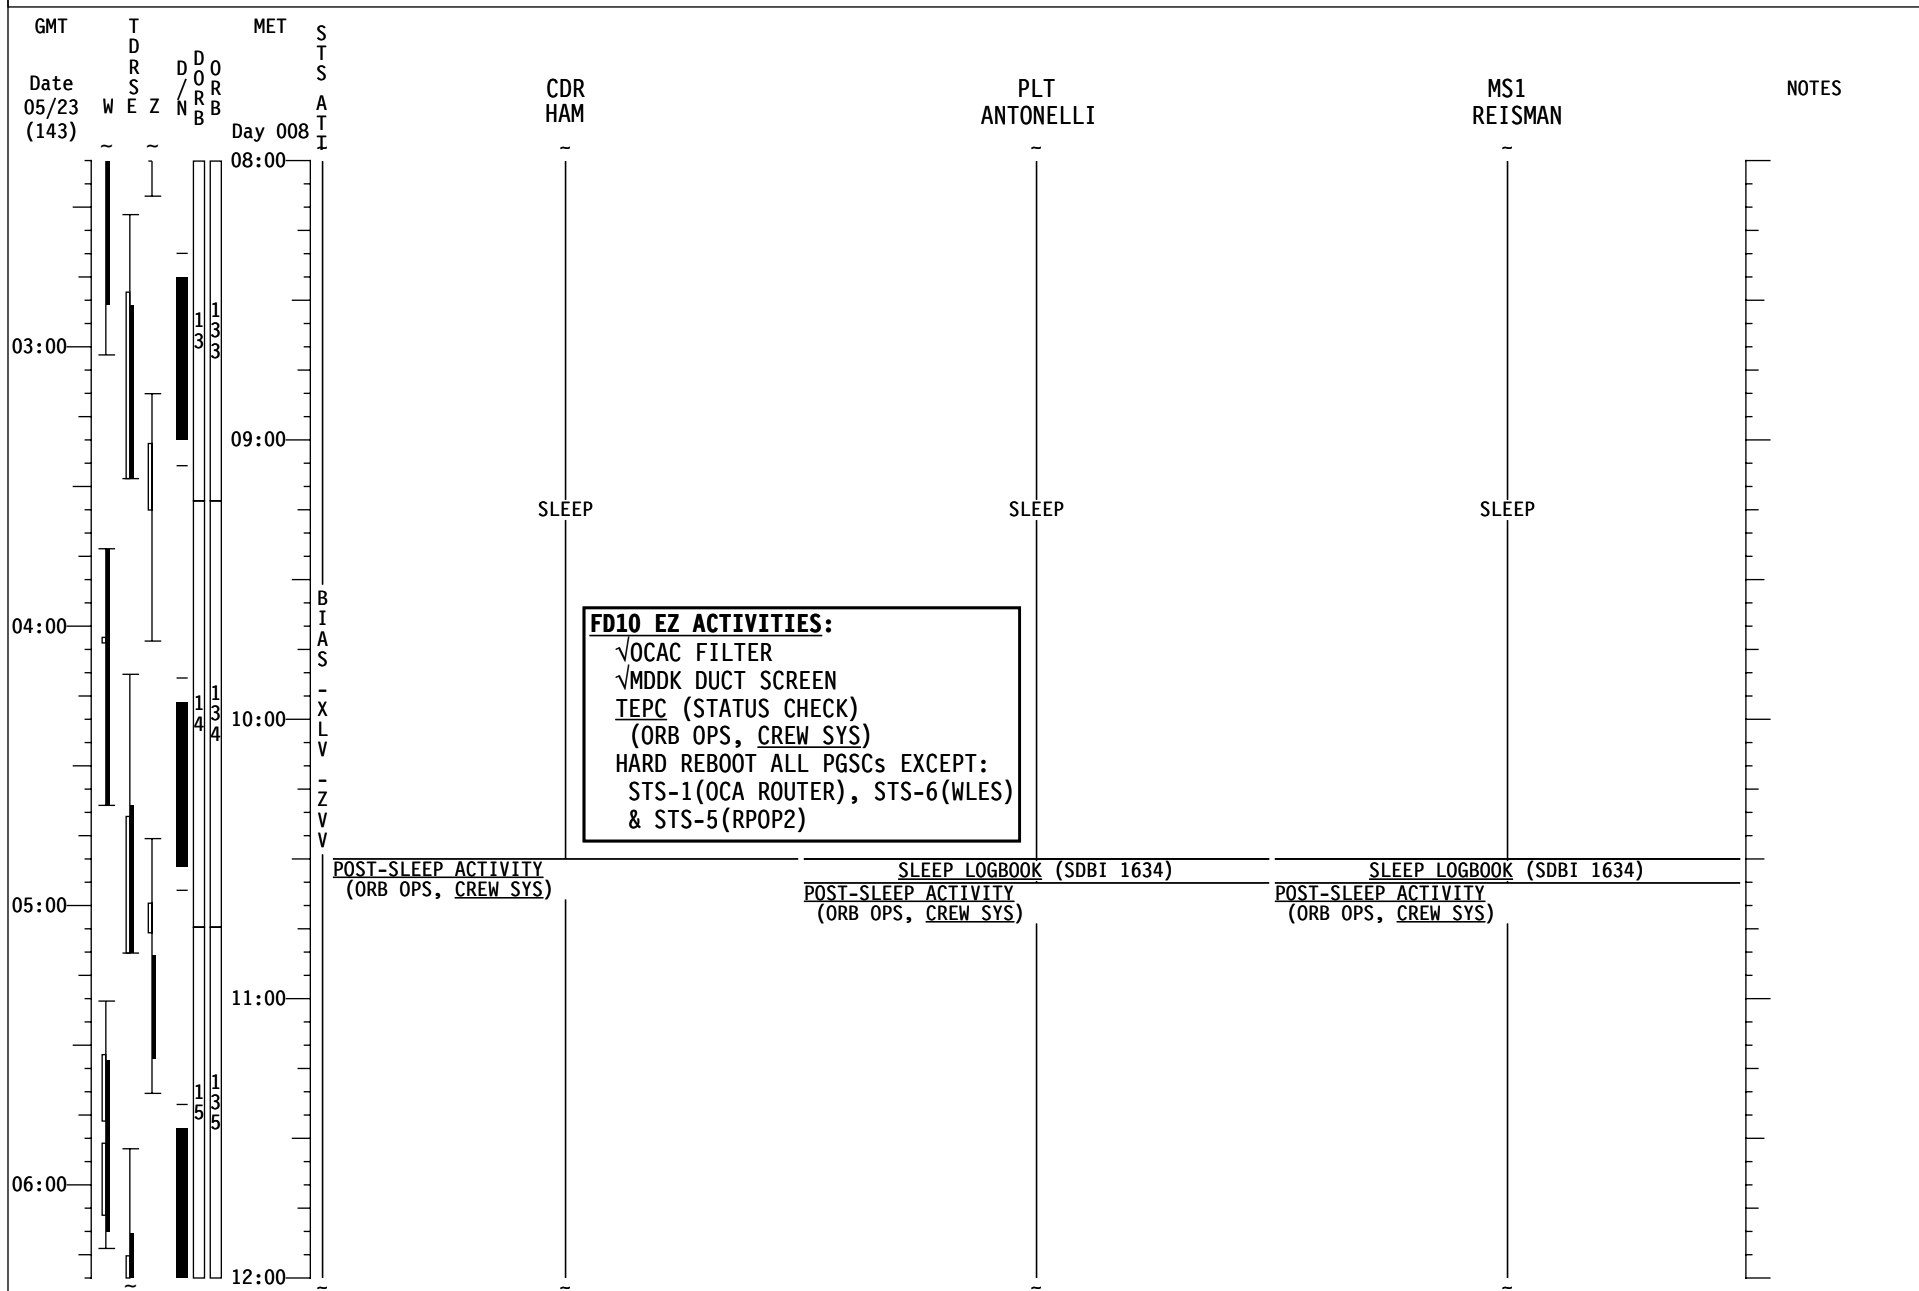 GMT
TDRS
MET
STS ATT
D/N
DORB
ORB
Date
05/23
(143)
W E Z
Day 008
CDR
HAM
PLT
ANTONELLI
MS1
REISMAN
NOTES
~ ~ ~ ~ ~
08:00
13
133
03:00
09:00
SLEEP SLEEP SLEEP
BIAS -XLV -ZVV
04:00
FD10 EZ ACTIVITIES:
√OCAC FILTER
√MDDK DUCT SCREEN
TEPC (STATUS CHECK)
(ORB OPS, CREW SYS)
HARD REBOOT ALL PGSCs EXCEPT:
STS-1(OCA ROUTER), STS-6(WLES)
& STS-5(RPOP2)
14
134
10:00
POST-SLEEP ACTIVITY
(ORB OPS, CREW SYS)
SLEEP LOGBOOK (SDBI 1634)
POST-SLEEP ACTIVITY
(ORB OPS, CREW SYS)
SLEEP LOGBOOK (SDBI 1634)
POST-SLEEP ACTIVITY
(ORB OPS, CREW SYS)
05:00
11:00
15
135
06:00
12:00
~ ~ ~ ~ ~